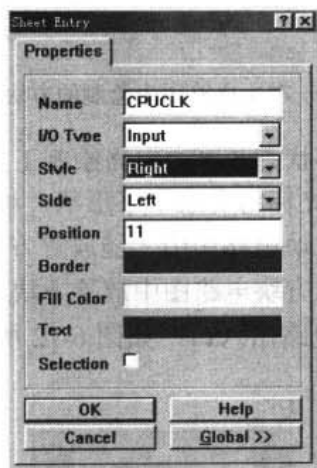 Sheet Entry
Properties
Name CPUCLK
I/O Type Input
Style Right
Side Left
Position 11
Border
Fill Color
Text
Selection
OK Help
Cancel Global >>